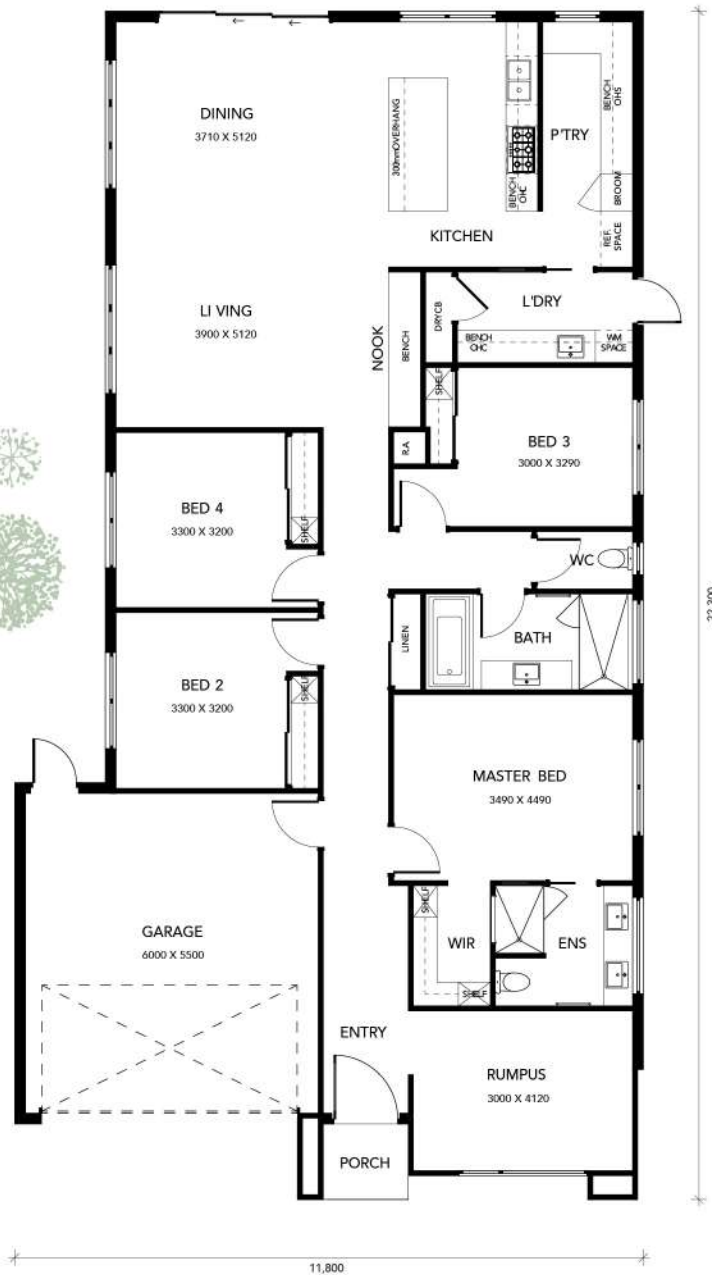 DINING
3710 X 5120
300mmOVERHANG
BENCH
OHC
BENCH
OHS
P'TRY
BROOM
REF.
SPACE
KITCHEN
LI VING
3900 X 5120
NOOK
BENCH
DRYCB
L'DRY
BENCH
OHC
WM
SPACE
SHELF
R.A
BED 3
3000 X 3290
BED 4
3300 X 3200
SHELF
WC
LINEN
BATH
BED 2
3300 X 3200
SHELF
MASTER BED
3490 X 4490
SHELF
WIR
SHELF
ENS
GARAGE
6000 X 5500
ENTRY
RUMPUS
3000 X 4120
PORCH
11,800